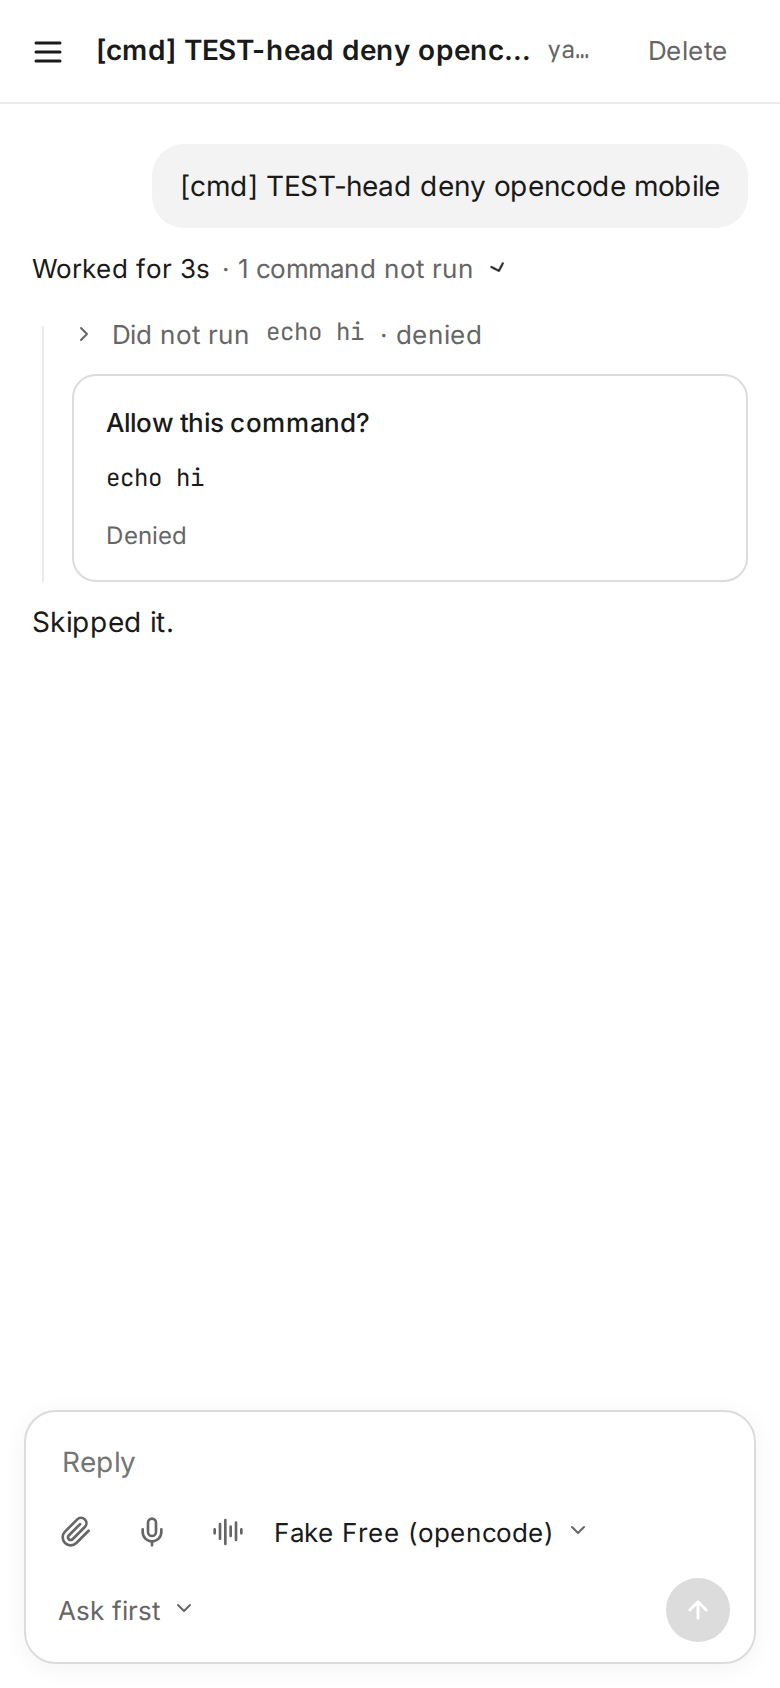 [cmd] TEST-head deny openc... ya... Delete
[cmd] TEST-head deny opencode mobile
Worked for 3s · 1 command not run
Did not run echo hi · denied
Allow this command?
echo hi
Denied
Skipped it.
Reply
Fake Free (opencode)
Ask first